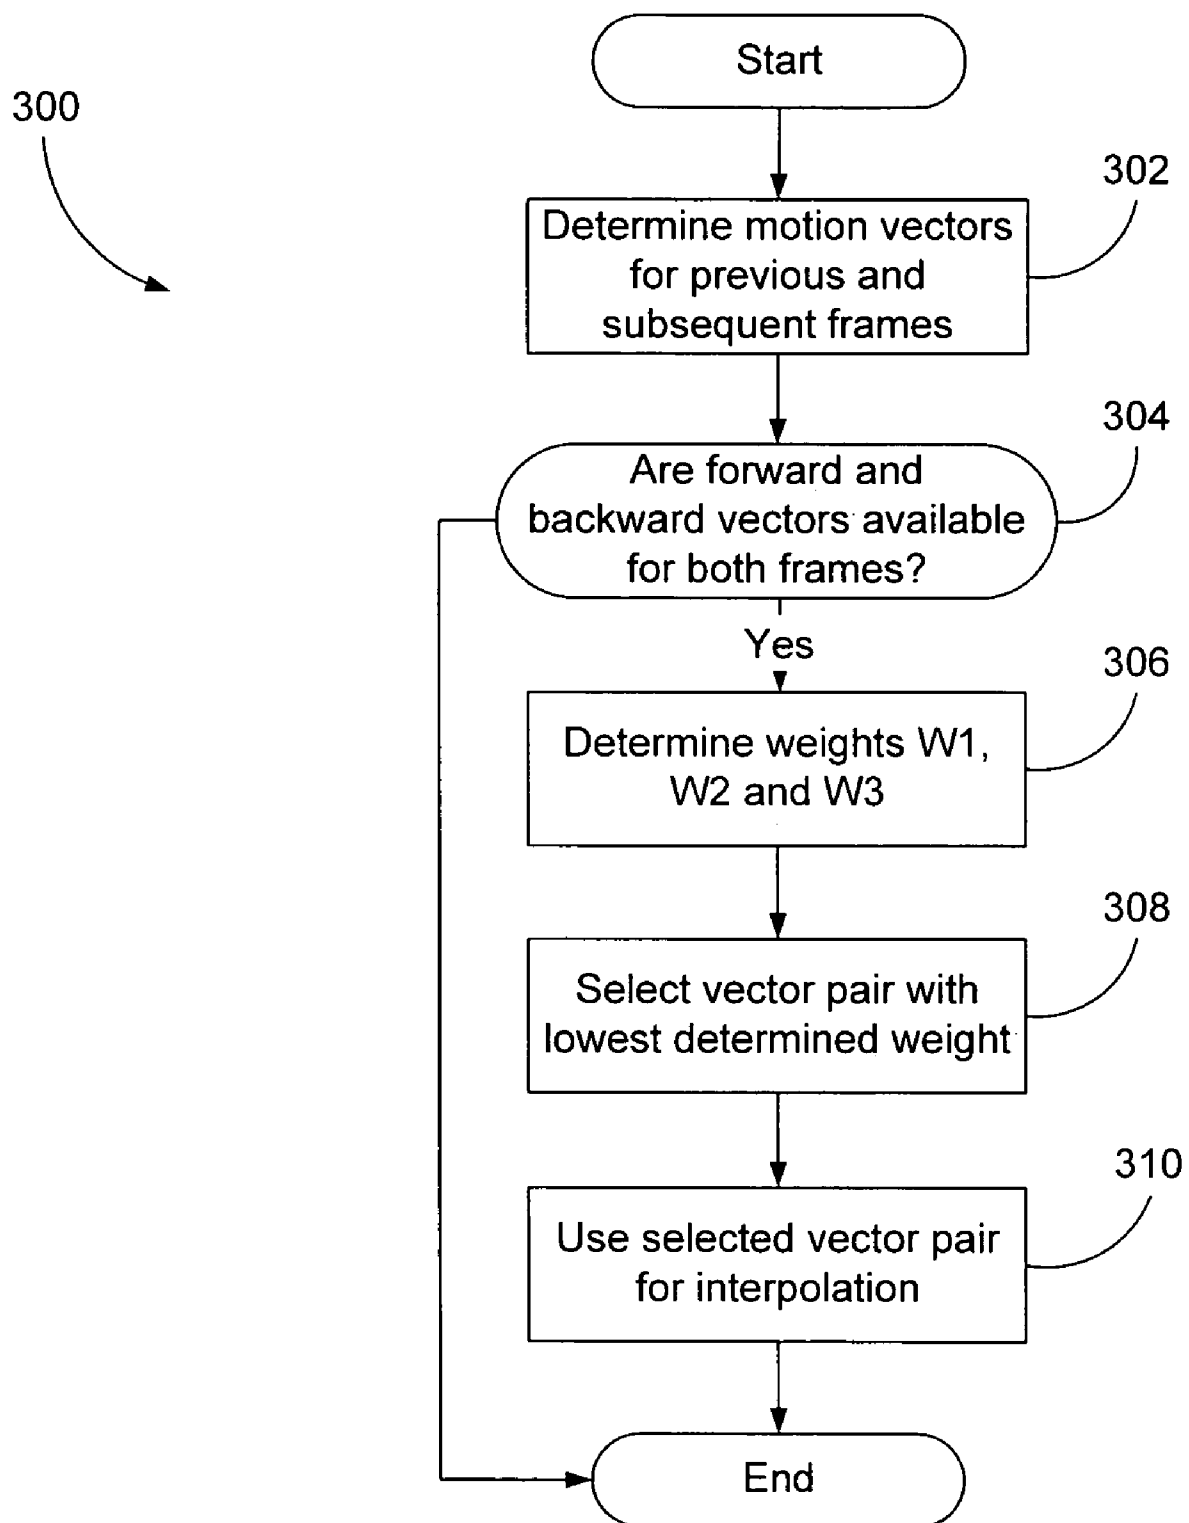 Start
300
302
Determine motion vectors
for previous and
subsequent frames
304
Are forward and
backward vectors available
for both frames?
Yes
306
Determine weights W1,
W2 and W3
308
Select vector pair with
lowest determined weight
310
Use selected vector pair
for interpolation
End